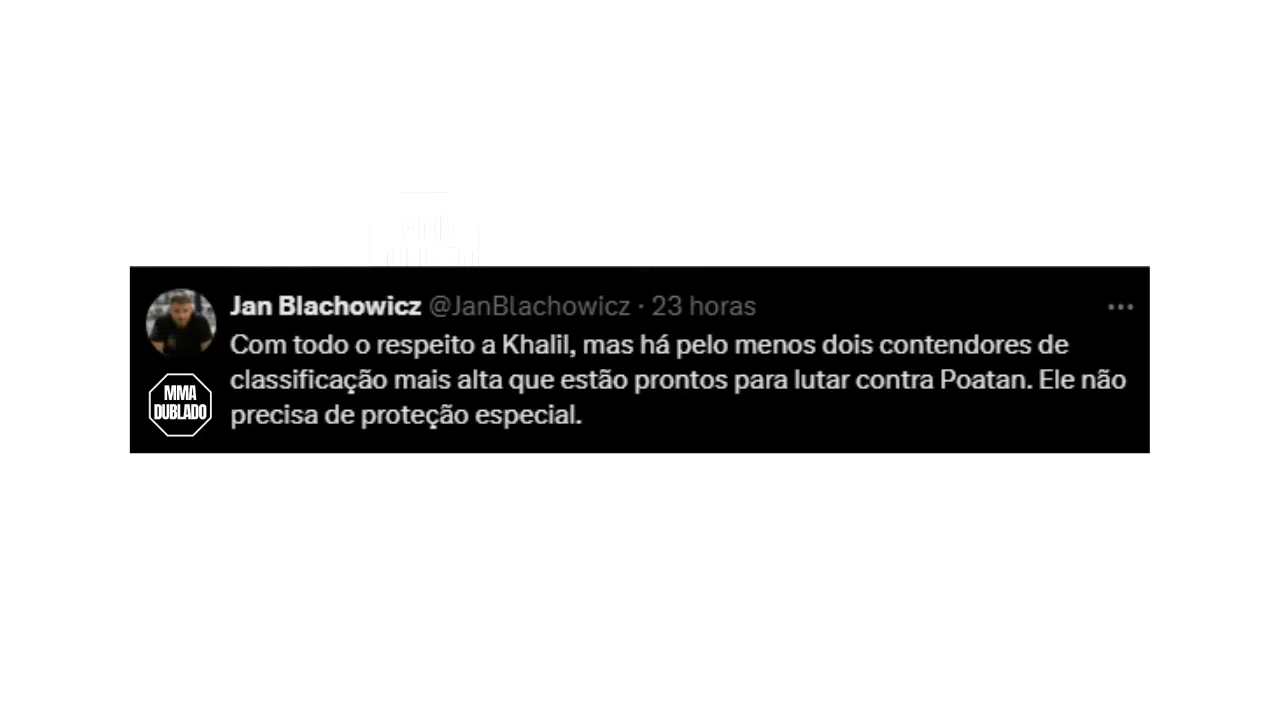 Jan Blachowicz @JanBlachowicz · 23 horas
Com todo o respeito a Khalil, mas há pelo menos dois contendores de
classificação mais alta que estão prontos para lutar contra Poatan. Ele não
precisa de proteção especial.
MMA
DUBLADO